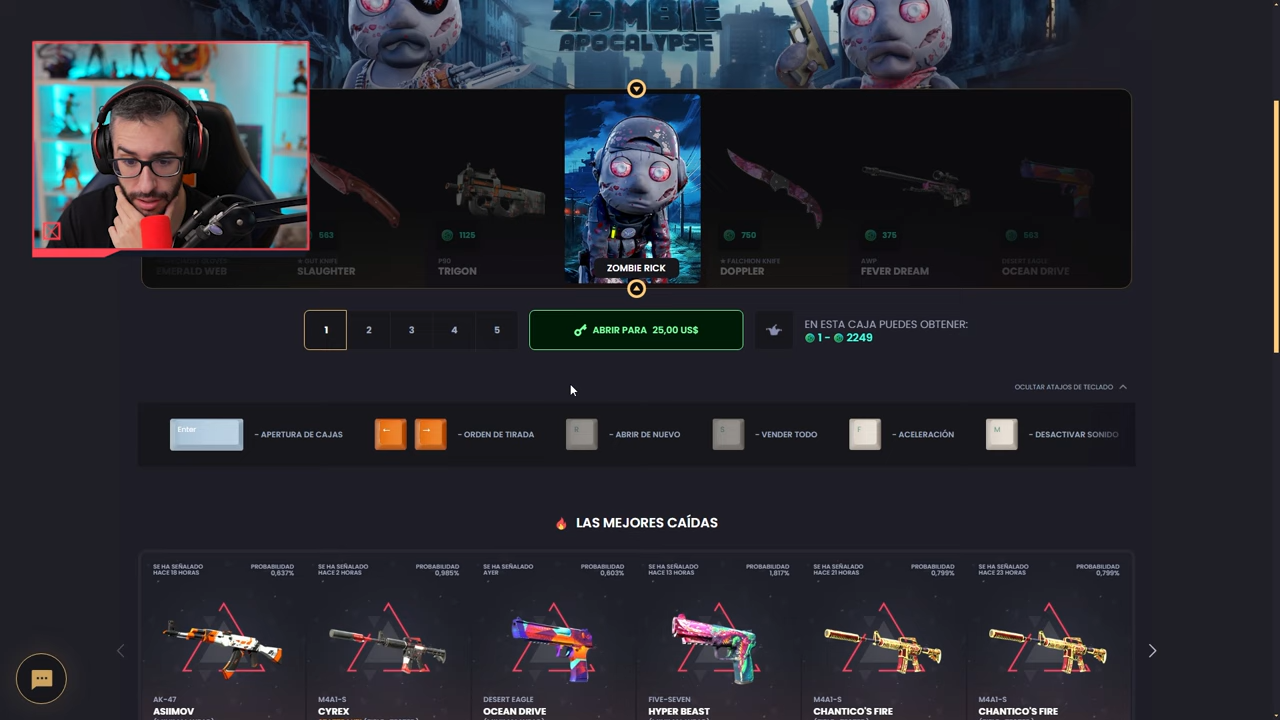 ZOMBIE
APOCALYPSE
563
1125
750
375
563
EMERALD WEB
★ GUT KNIFE
SLAUGHTER
P90
TRIGON
ZOMBIE RICK
★ FALCHION KNIFE
DOPPLER
AWP
FEVER DREAM
DESERT EAGLE
OCEAN DRIVE
1
2
3
4
5
ABRIR PARA 25,00 US$
EN ESTA CAJA PUEDES OBTENER:
1 - 2249
OCULTAR ATAJOS DE TECLADO
Enter
- APERTURA DE CAJAS
←
→
- ORDEN DE TIRADA
B
- ABRIR DE NUEVO
S
- VENDER TODO
F
- ACELERACIÓN
M
- DESACTIVAR SONIDO
LAS MEJORES CAÍDAS
SE HA SEÑALADO
HACE 18 HORAS
PROBABILIDAD
0,637%
SE HA SEÑALADO
HACE 2 HORAS
PROBABILIDAD
0,985%
SE HA SEÑALADO
AYER
PROBABILIDAD
0,603%
SE HA SEÑALADO
HACE 13 HORAS
PROBABILIDAD
1,817%
SE HA SEÑALADO
HACE 21 HORAS
PROBABILIDAD
0,799%
SE HA SEÑALADO
HACE 23 HORAS
PROBABILIDAD
0,799%
AK-47
ASIIMOV
M4A1-S
CYREX
DESERT EAGLE
OCEAN DRIVE
FIVE-SEVEN
HYPER BEAST
M4A1-S
CHANTICO'S FIRE
M4A1-S
CHANTICO'S FIRE